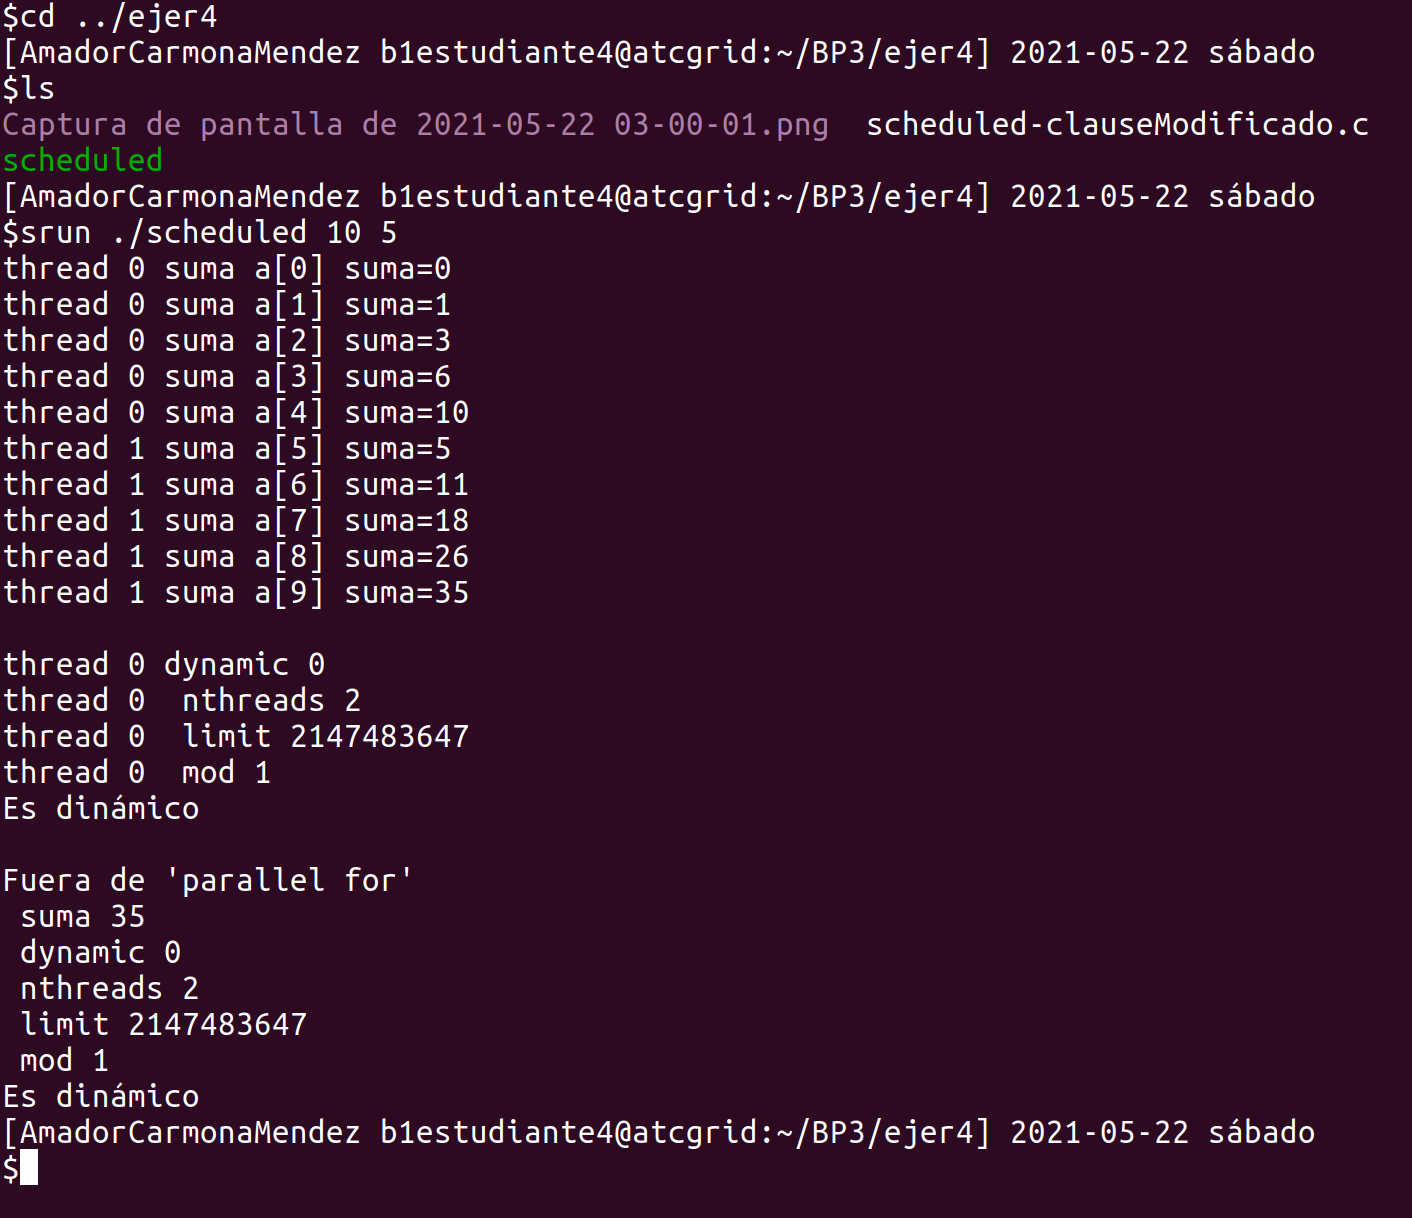 $cd ../ejer4
[AmadorCarmonaMendez b1estudiante4@atcgrid:~/BP3/ejer4] 2021-05-22 sábado
$ls
Captura de pantalla de 2021-05-22 03-00-01.png  scheduled-clauseModificado.c
scheduled
[AmadorCarmonaMendez b1estudiante4@atcgrid:~/BP3/ejer4] 2021-05-22 sábado
$srun ./scheduled 10 5
thread 0 suma a[0] suma=0
thread 0 suma a[1] suma=1
thread 0 suma a[2] suma=3
thread 0 suma a[3] suma=6
thread 0 suma a[4] suma=10
thread 1 suma a[5] suma=5
thread 1 suma a[6] suma=11
thread 1 suma a[7] suma=18
thread 1 suma a[8] suma=26
thread 1 suma a[9] suma=35

thread 0 dynamic 0
thread 0  nthreads 2
thread 0  limit 2147483647
thread 0  mod 1
Es dinámico

Fuera de 'parallel for'
 suma 35
 dynamic 0
 nthreads 2
 limit 2147483647
 mod 1
Es dinámico
[AmadorCarmonaMendez b1estudiante4@atcgrid:~/BP3/ejer4] 2021-05-22 sábado
$